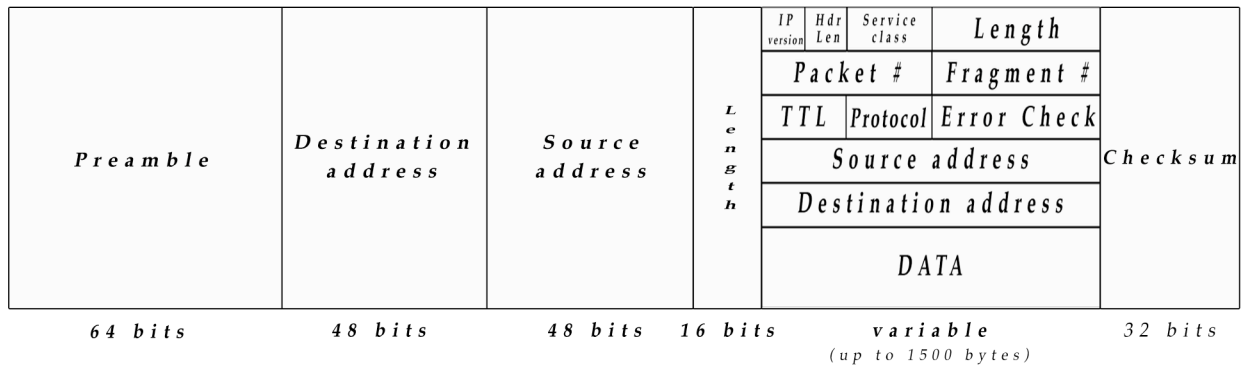 Preamble
Destination
address
Source
address
Length
IP
version
Hdr
Len
Service
class
Length
Packet #
Fragment #
TTL
Protocol
Error Check
Source address
Destination address
DATA
Checksum
64 bits
48 bits
48 bits
16 bits
variable
(up to 1500 bytes)
32 bits